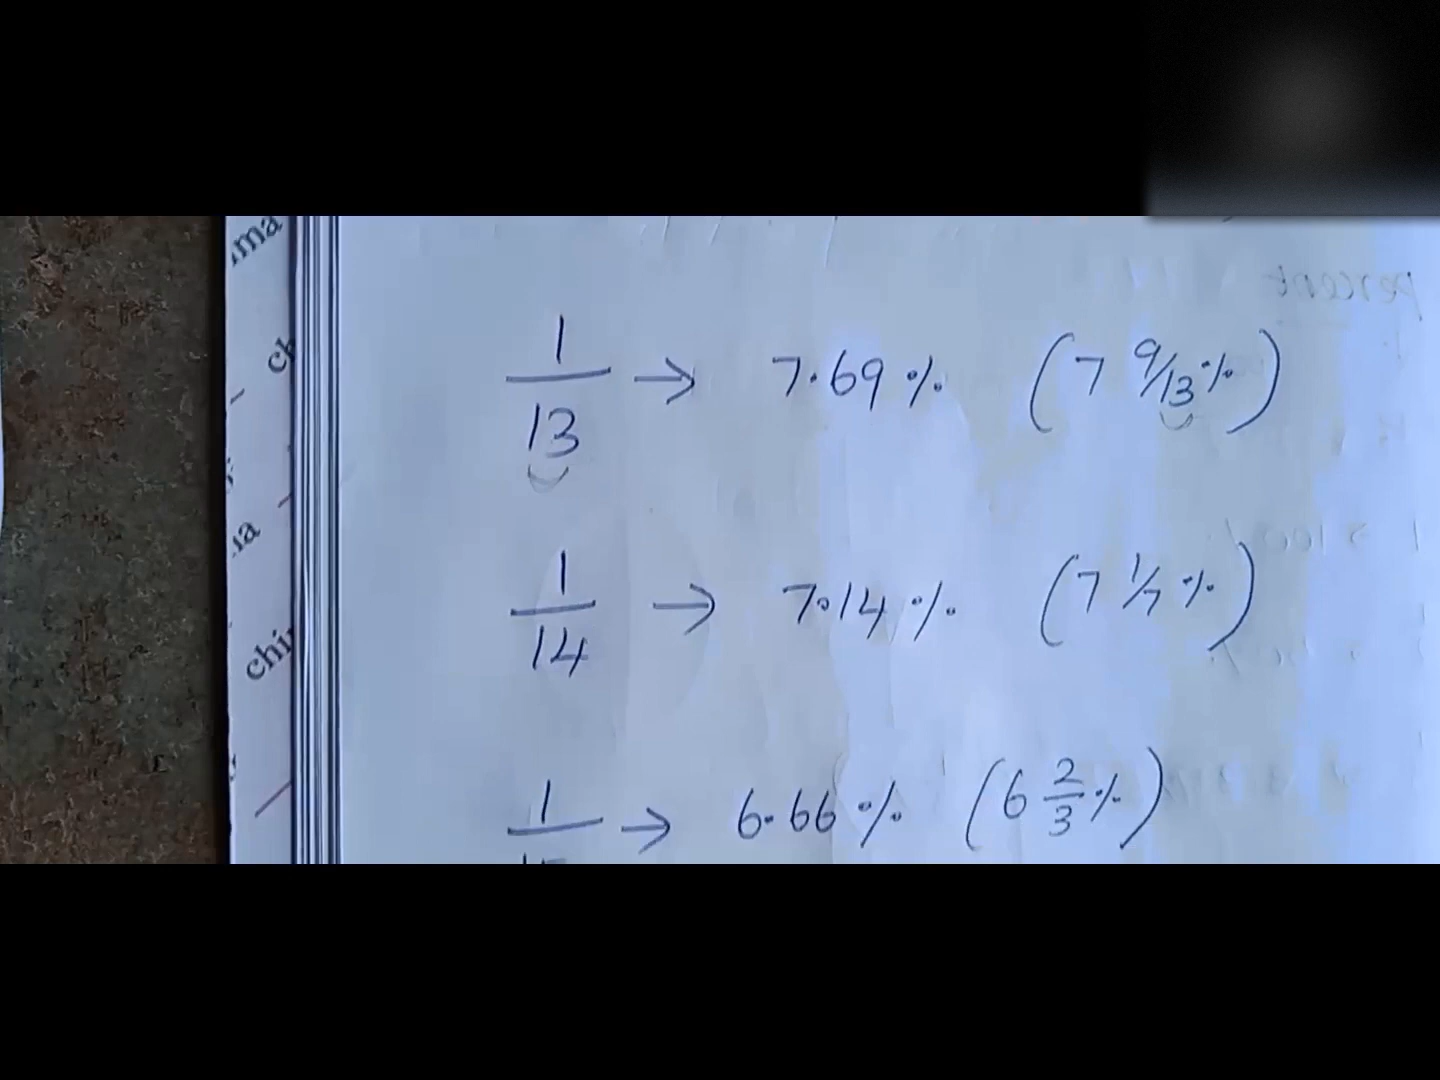 1/13 → 7.69% (7 9/13%)
1/14 → 7.14% (7 1/7%)
1/ → 6.66% (6 2/3%)
percent